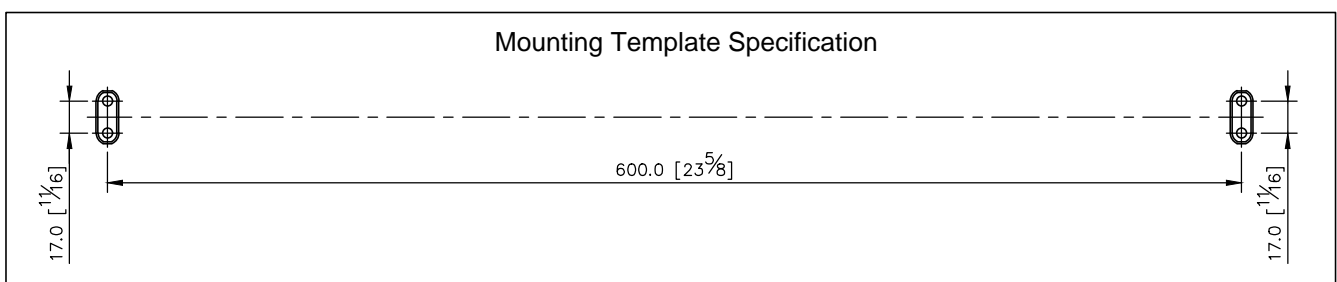 Mounting Template Specification
17.0 [11⁄16]
600.0 [23 5⁄8]
17.0 [11⁄16]